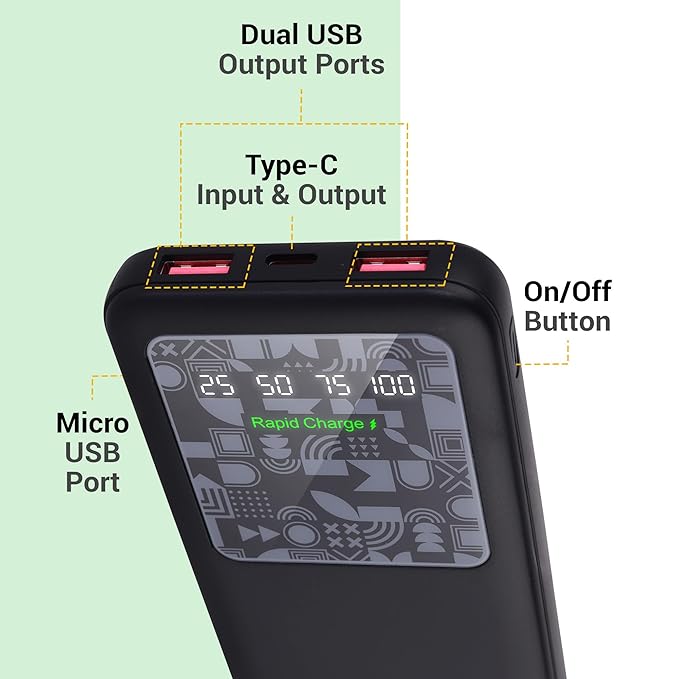 Dual USB
Output Ports
Type-C
Input & Output
On/Off
Button
25 50 75 100
Rapid Charge
Micro
USB
Port